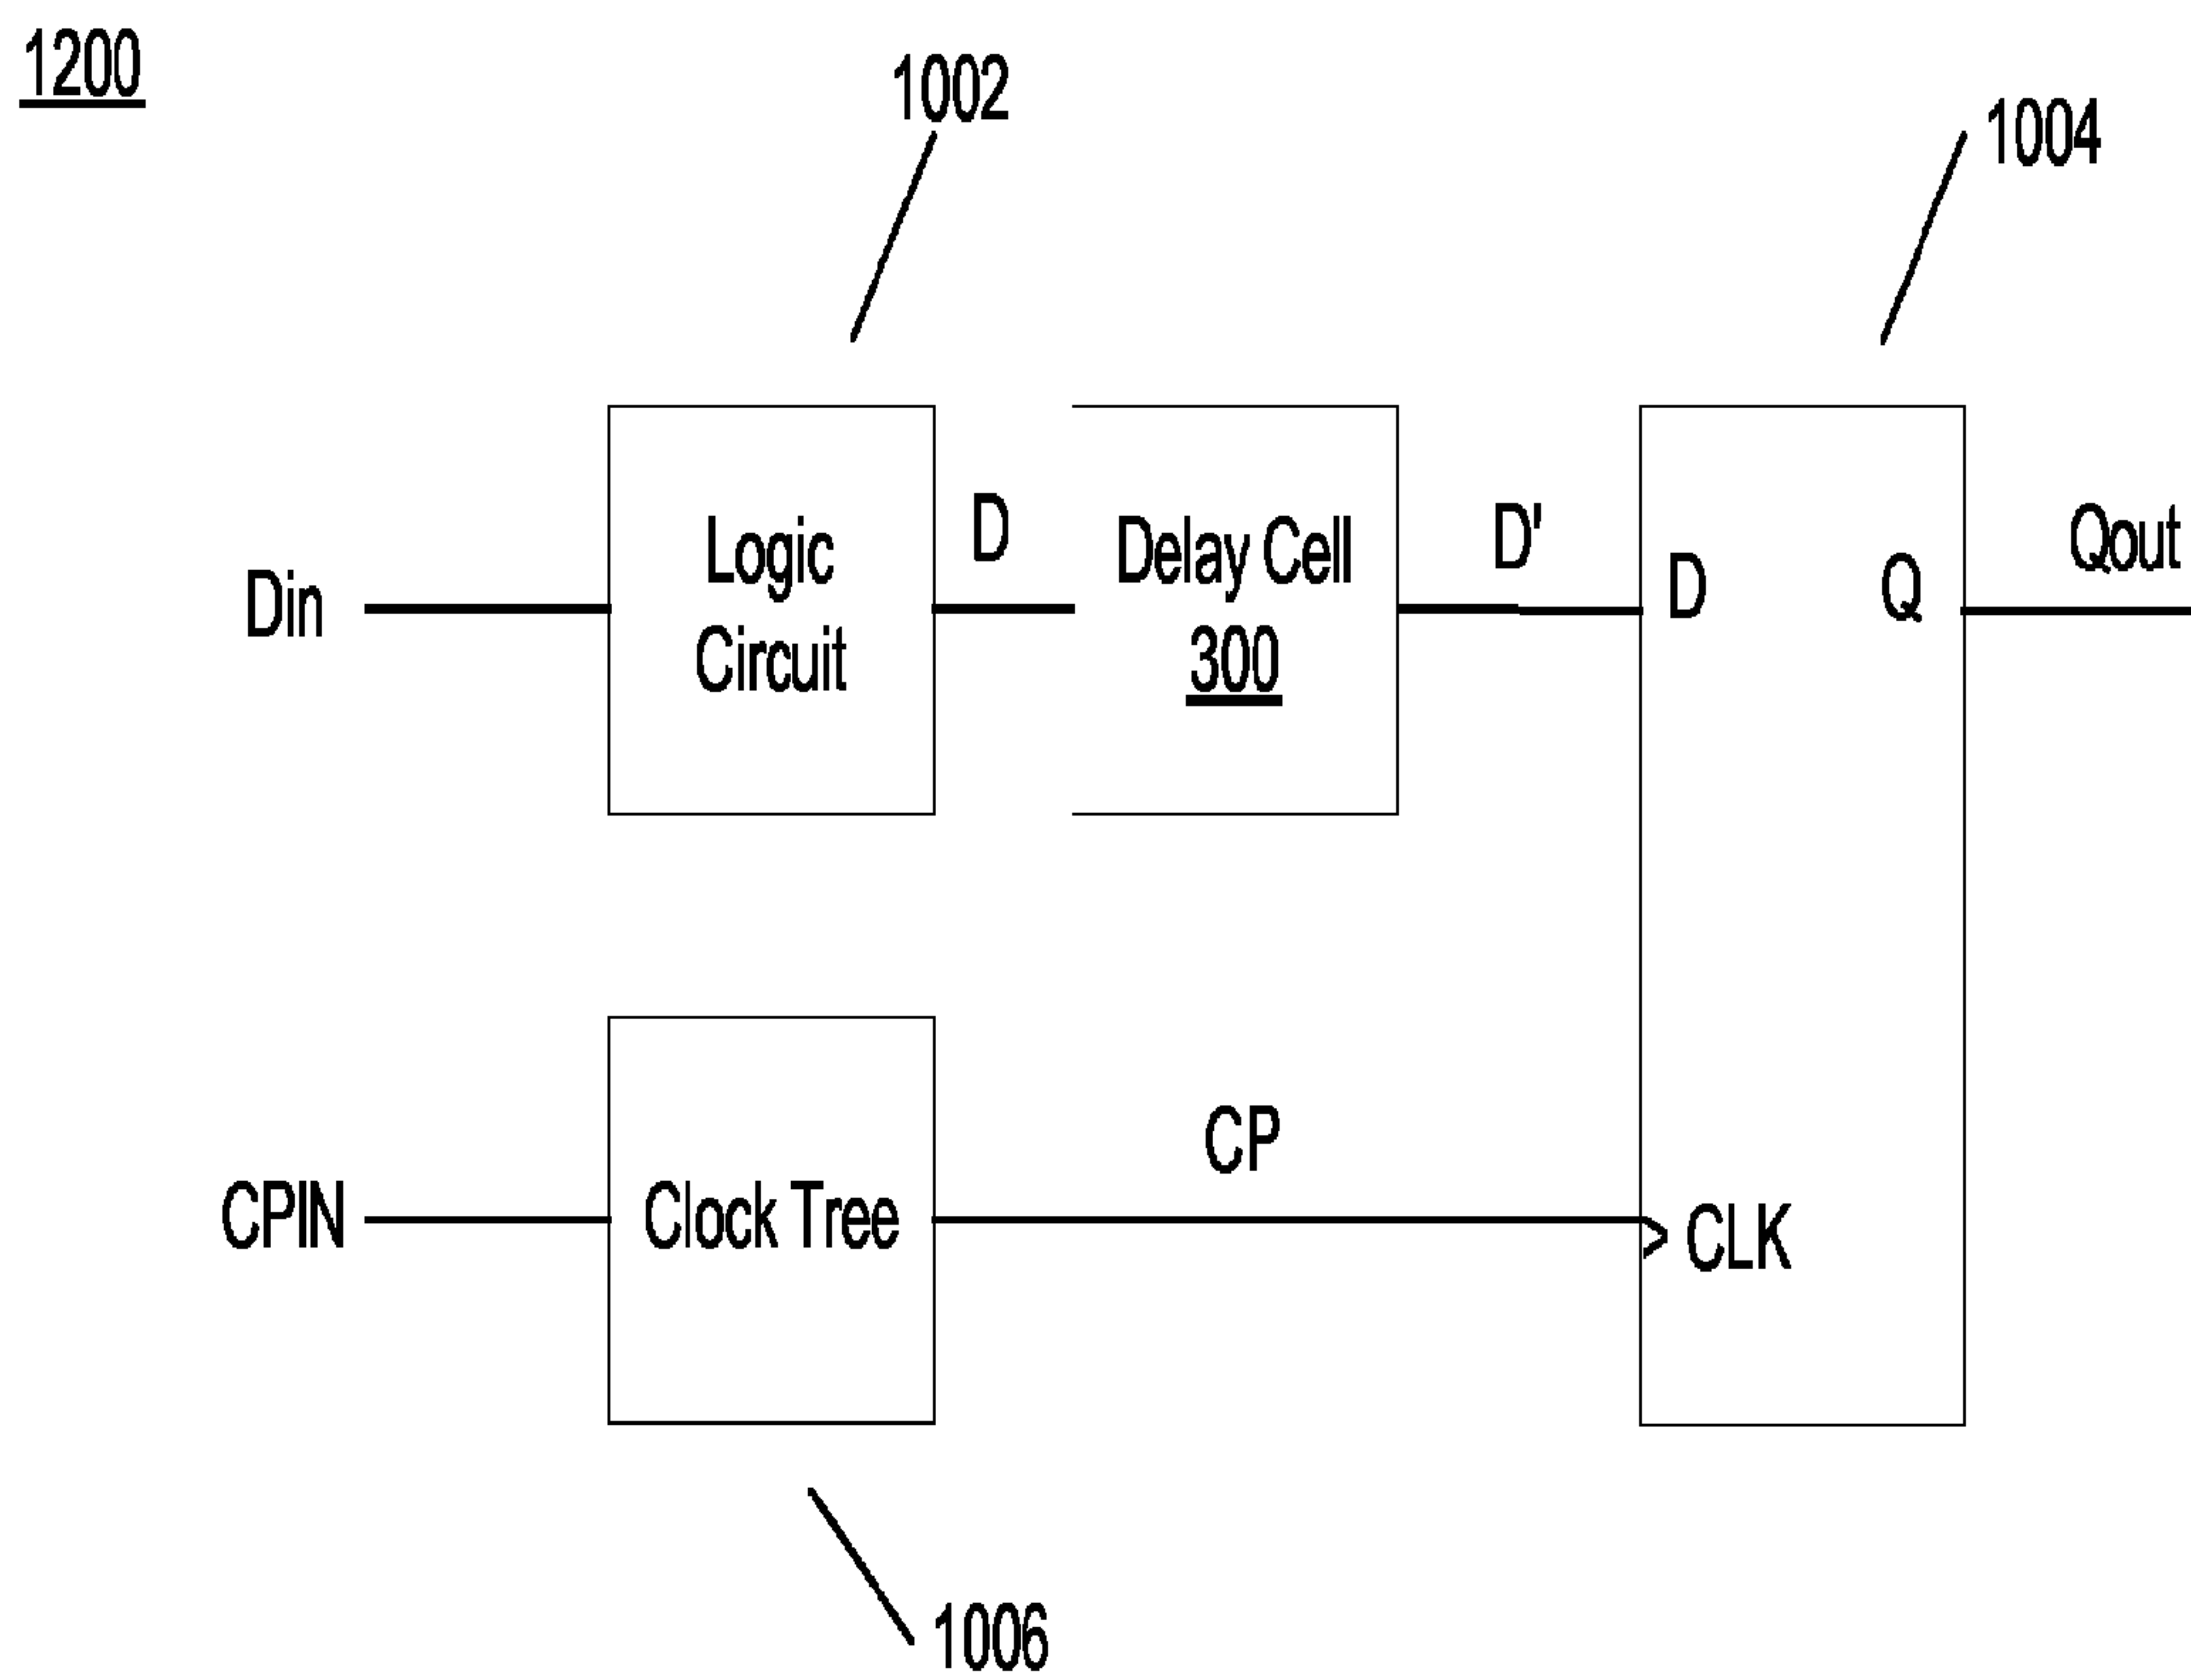 1200
1002
1004
Din
Logic
Circuit
D
Delay Cell
300
D'
D
Q
Qout
CPIN
Clock Tree
CP
CLK
1006